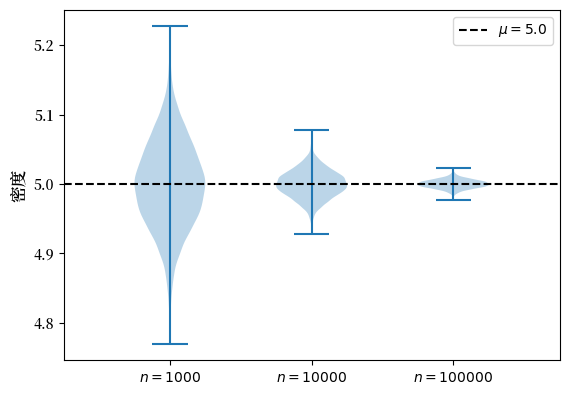 μ = 5.0
5.2
5.1
5.0
4.9
4.8
密度
n = 1000
n = 10000
n = 100000